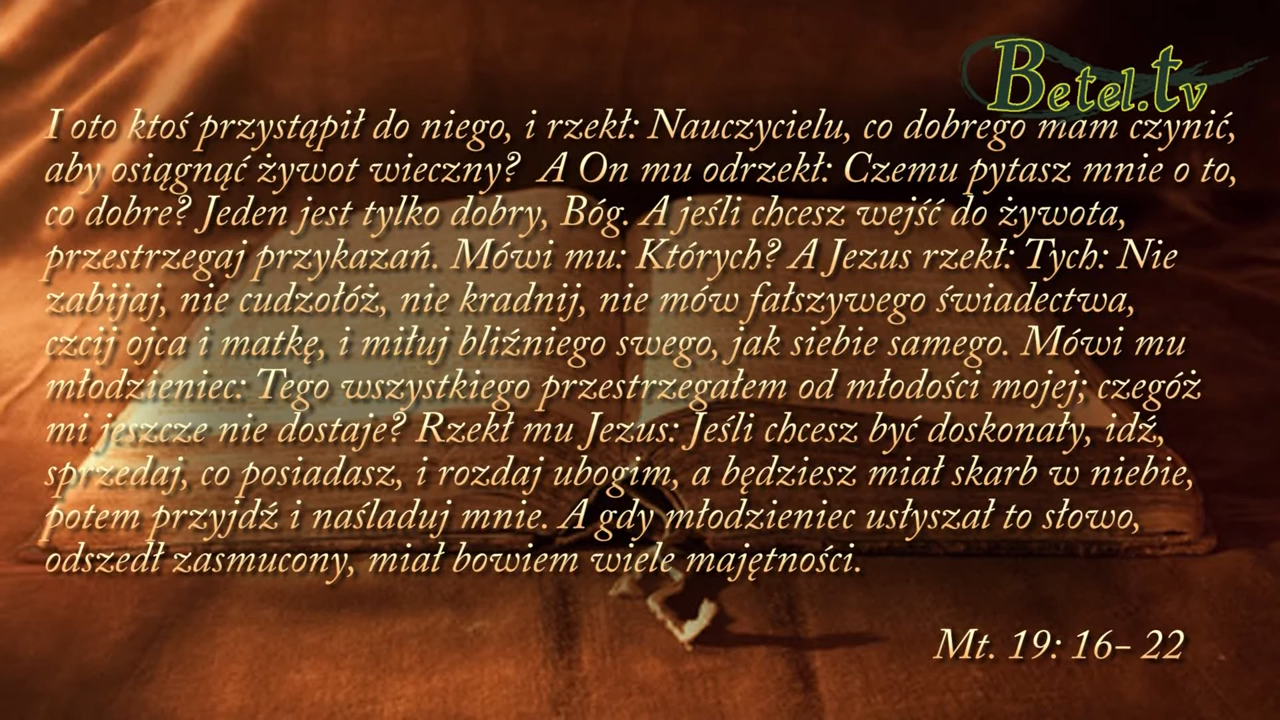 Betel.tv
I oto ktoś przystąpił do niego, i rzekł: Nauczycielu, co dobrego mam czynić,
aby osiągnąć żywot wieczny? A On mu odrzekł: Czemu pytasz mnie o to,
co dobre? Jeden jest tylko dobry, Bóg. A jeśli chcesz wejść do żywota,
przestrzegaj przykazań. Mówi mu: Których? A Jezus rzekł: Tych: Nie
zabijaj, nie cudzołóż, nie kradnij, nie mów fałszywego świadectwa,
czcij ojca i matkę, i miłuj bliźniego swego, jak siebie samego. Mówi mu
młodzieniec: Tego wszystkiego przestrzegałem od młodości mojej; czegóż
mi jeszcze nie dostaje? Rzekł mu Jezus: Jeśli chcesz być doskonały, idź,
sprzedaj, co posiadasz, i rozdaj ubogim, a będziesz miał skarb w niebie,
potem przyjdź i naśladuj mnie. A gdy młodzieniec usłyszał to słowo,
odszedł zasmucony, miał bowiem wiele majętności.
Mt. 19: 16– 22